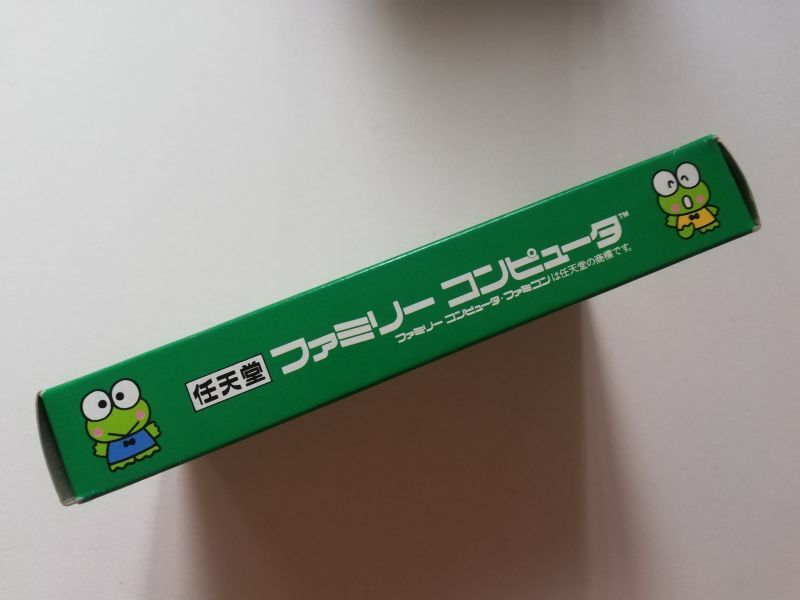 任天堂 ファミリー コンピュータ™
ファミリー コンピュータ・ファミコンは任天堂の商標です。